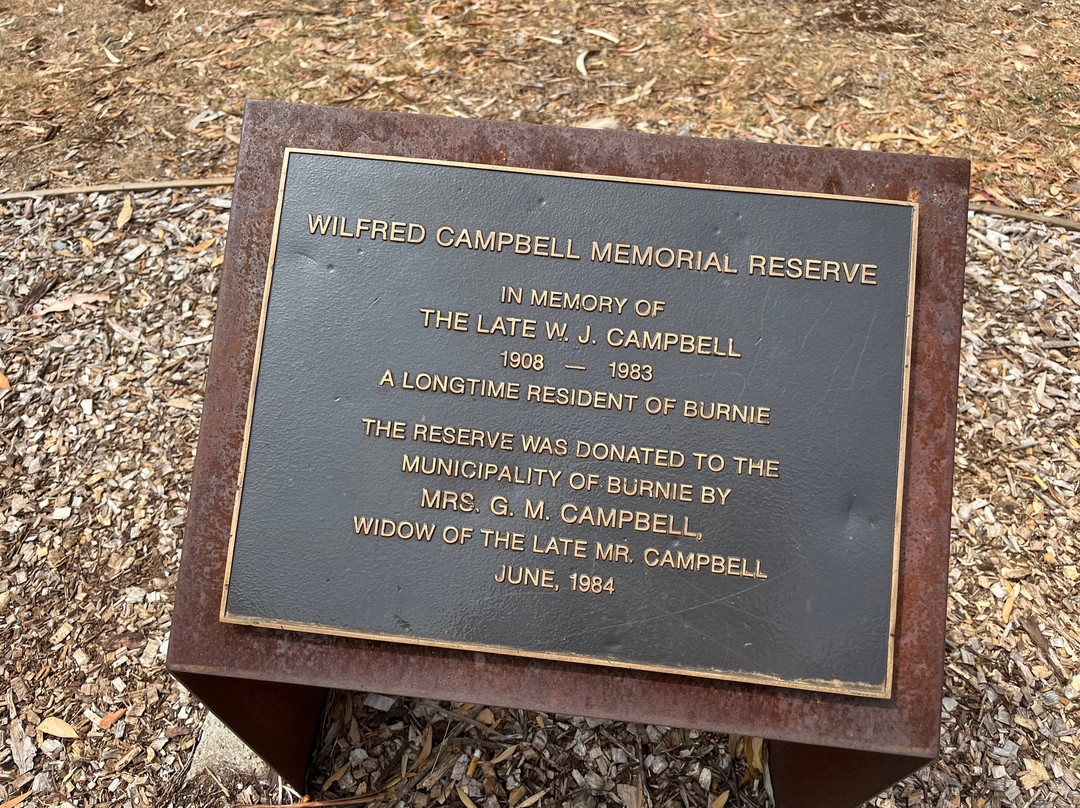 WILFRED CAMPBELL MEMORIAL RESERVE
IN MEMORY OF
THE LATE W. J. CAMPBELL
1908 — 1983
A LONGTIME RESIDENT OF BURNIE
THE RESERVE WAS DONATED TO THE
MUNICIPALITY OF BURNIE BY
MRS. G. M. CAMPBELL,
WIDOW OF THE LATE MR. CAMPBELL
JUNE, 1984